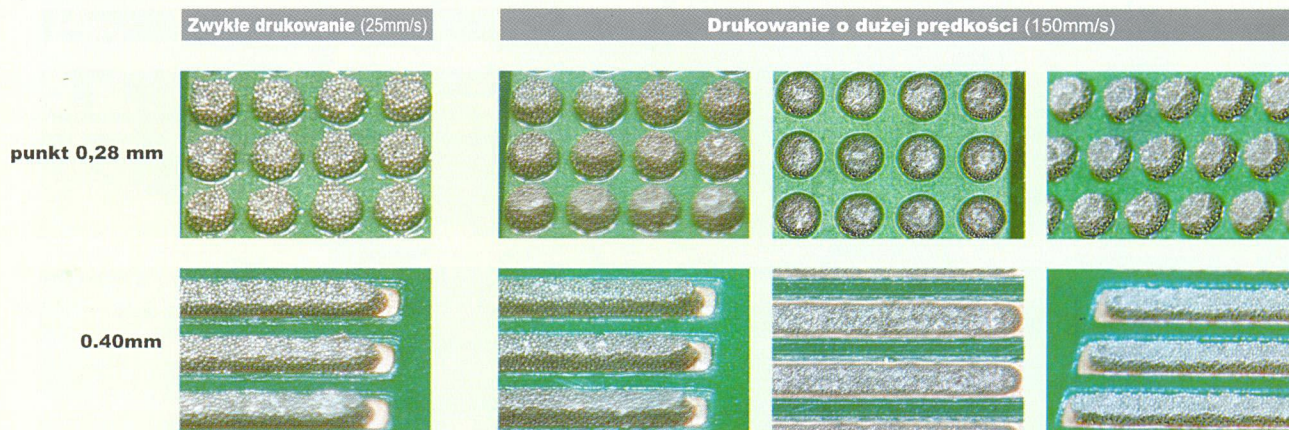 Zwykłe drukowanie (25mm/s)
Drukowanie o dużej prędkości (150mm/s)
punkt 0,28 mm
0.40mm